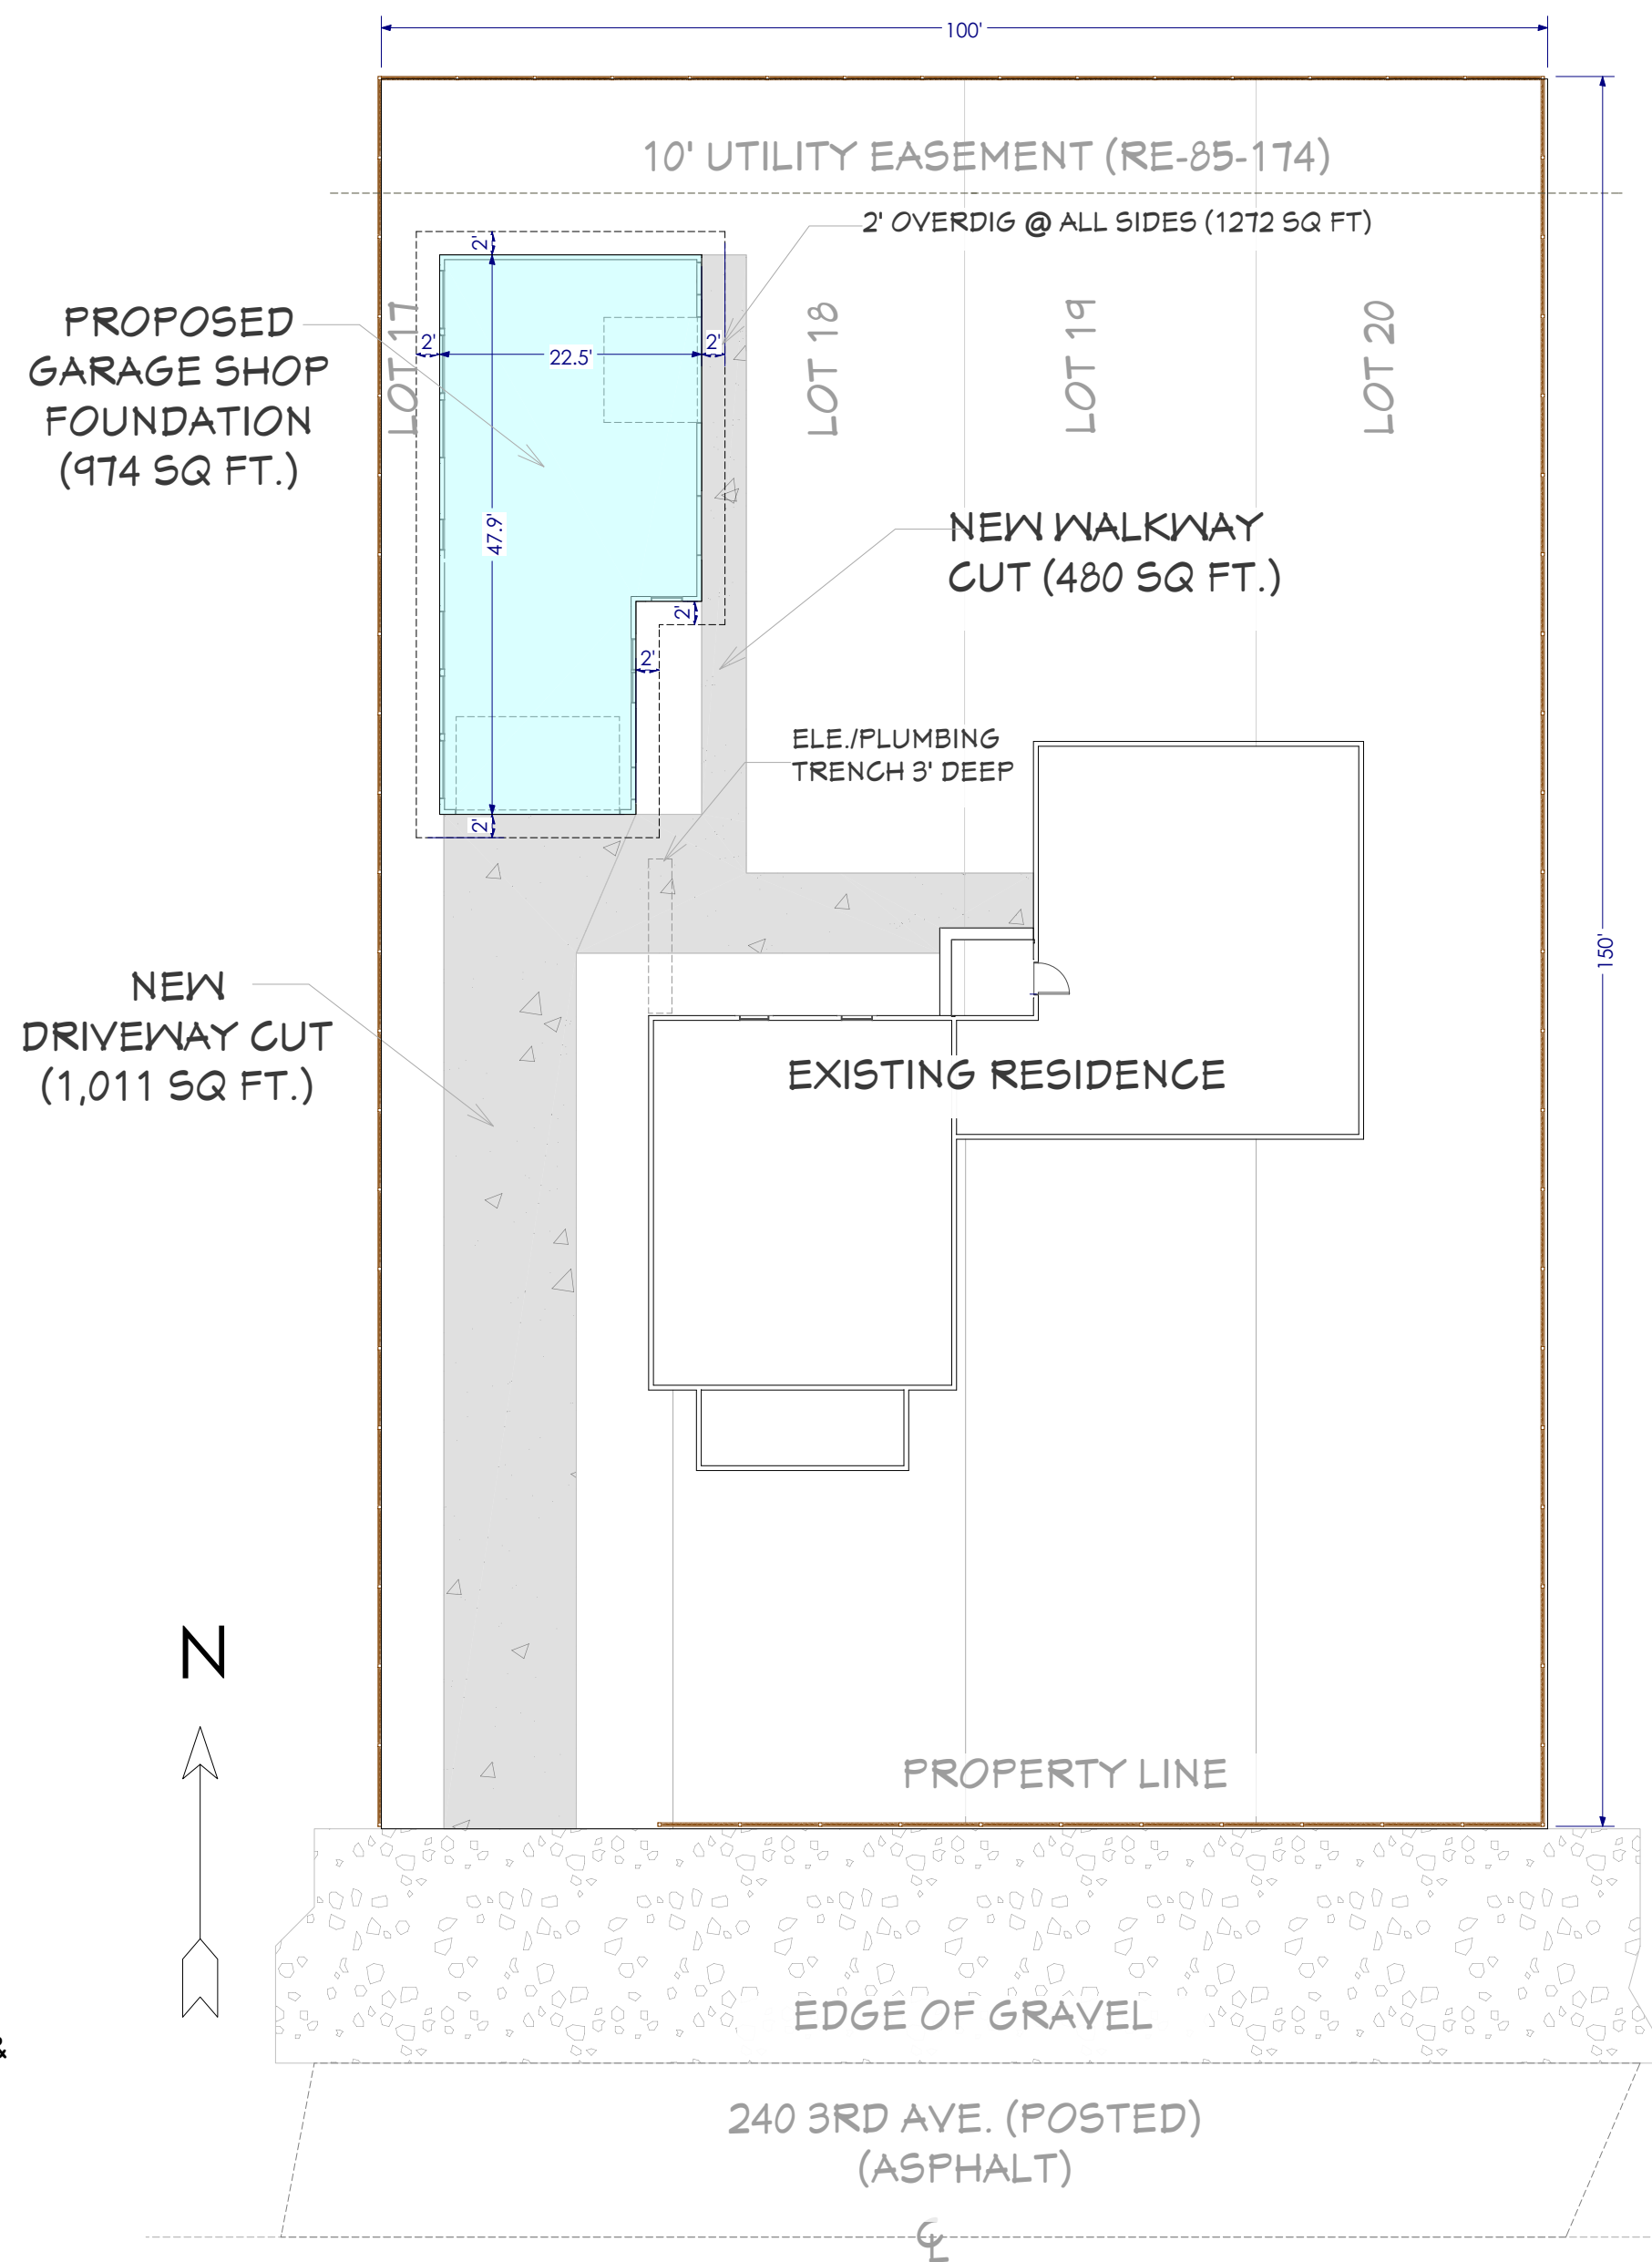 100'
10' UTILITY EASEMENT (RE-85-174)
2' OVERDIG @ ALL SIDES (1272 SQ FT)
2'
PROPOSED
GARAGE SHOP
FOUNDATION
(974 SQ FT.)
LOT 17
LOT 18
LOT 19
LOT 20
2'
22.5'
2'
47.9'
NEW WALKWAY
CUT (480 SQ FT.)
2'
2'
ELE./PLUMBING
TRENCH 3' DEEP
2'
150'
NEW
DRIVEWAY CUT
(1,011 SQ FT.)
EXISTING RESIDENCE
N
PROPERTY LINE
EDGE OF GRAVEL
&
240 3RD AVE. (POSTED)
(ASPHALT)
℄